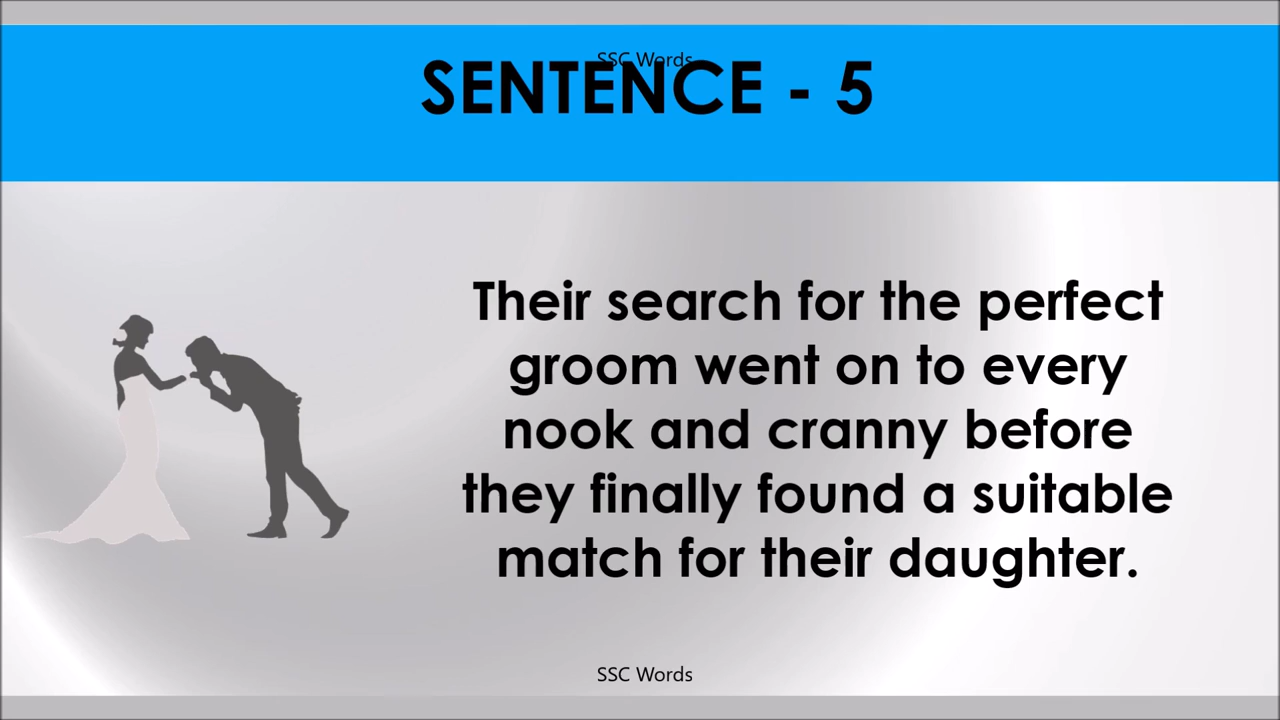 SSC Words
SENTENCE - 5
Their search for the perfect
groom went on to every
nook and cranny before
they finally found a suitable
match for their daughter.
SSC Words